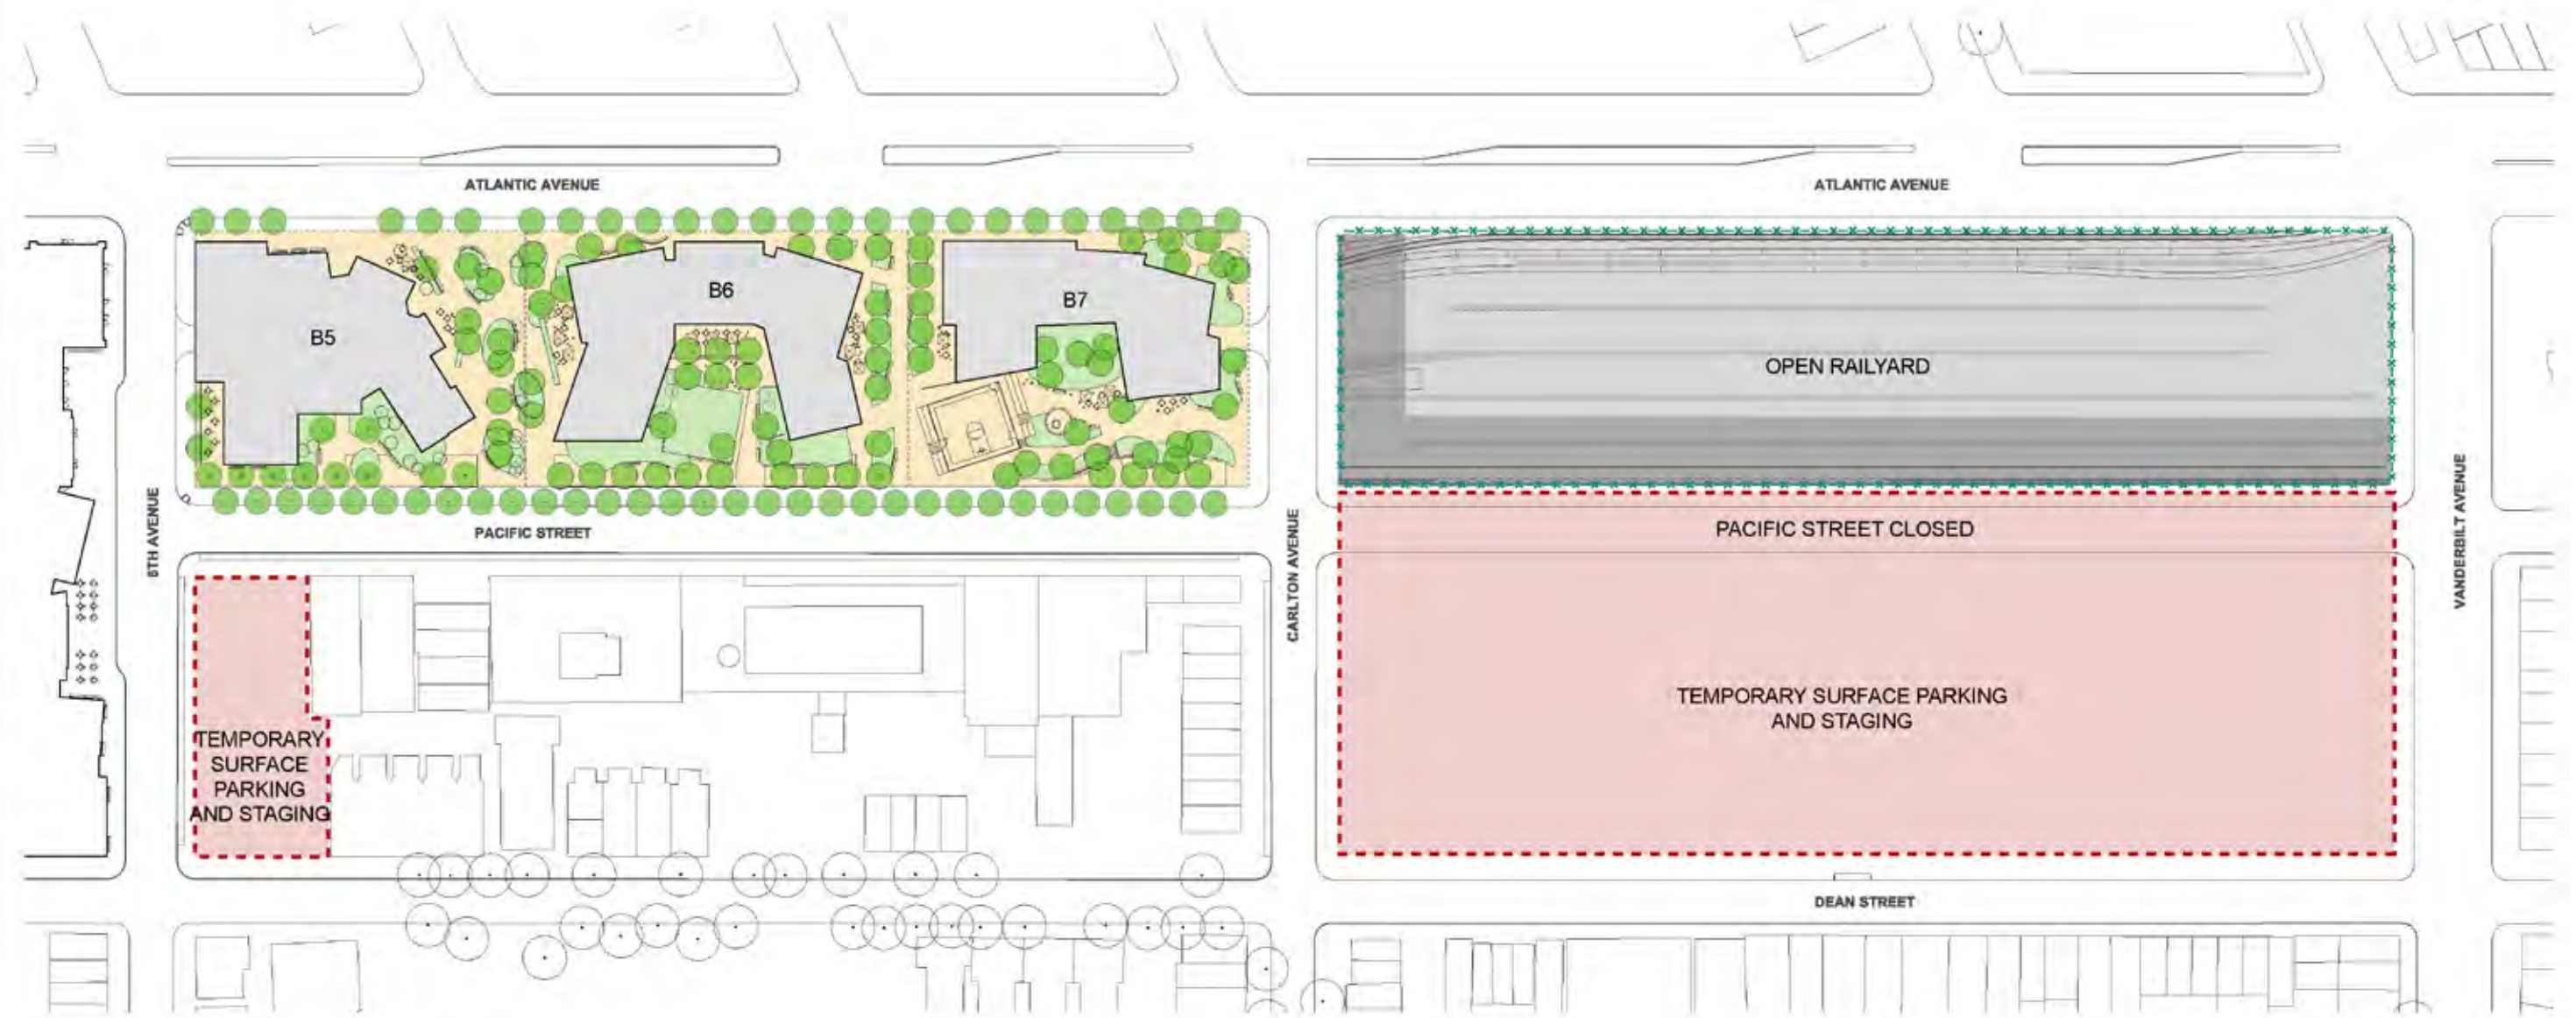 ATLANTIC AVENUE
ATLANTIC AVENUE
B5
B6
B7
OPEN RAILYARD
6TH AVENUE
PACIFIC STREET
CARLTON AVENUE
PACIFIC STREET CLOSED
VANDERBILT AVENUE
TEMPORARY
SURFACE
PARKING
AND STAGING
TEMPORARY SURFACE PARKING
AND STAGING
DEAN STREET